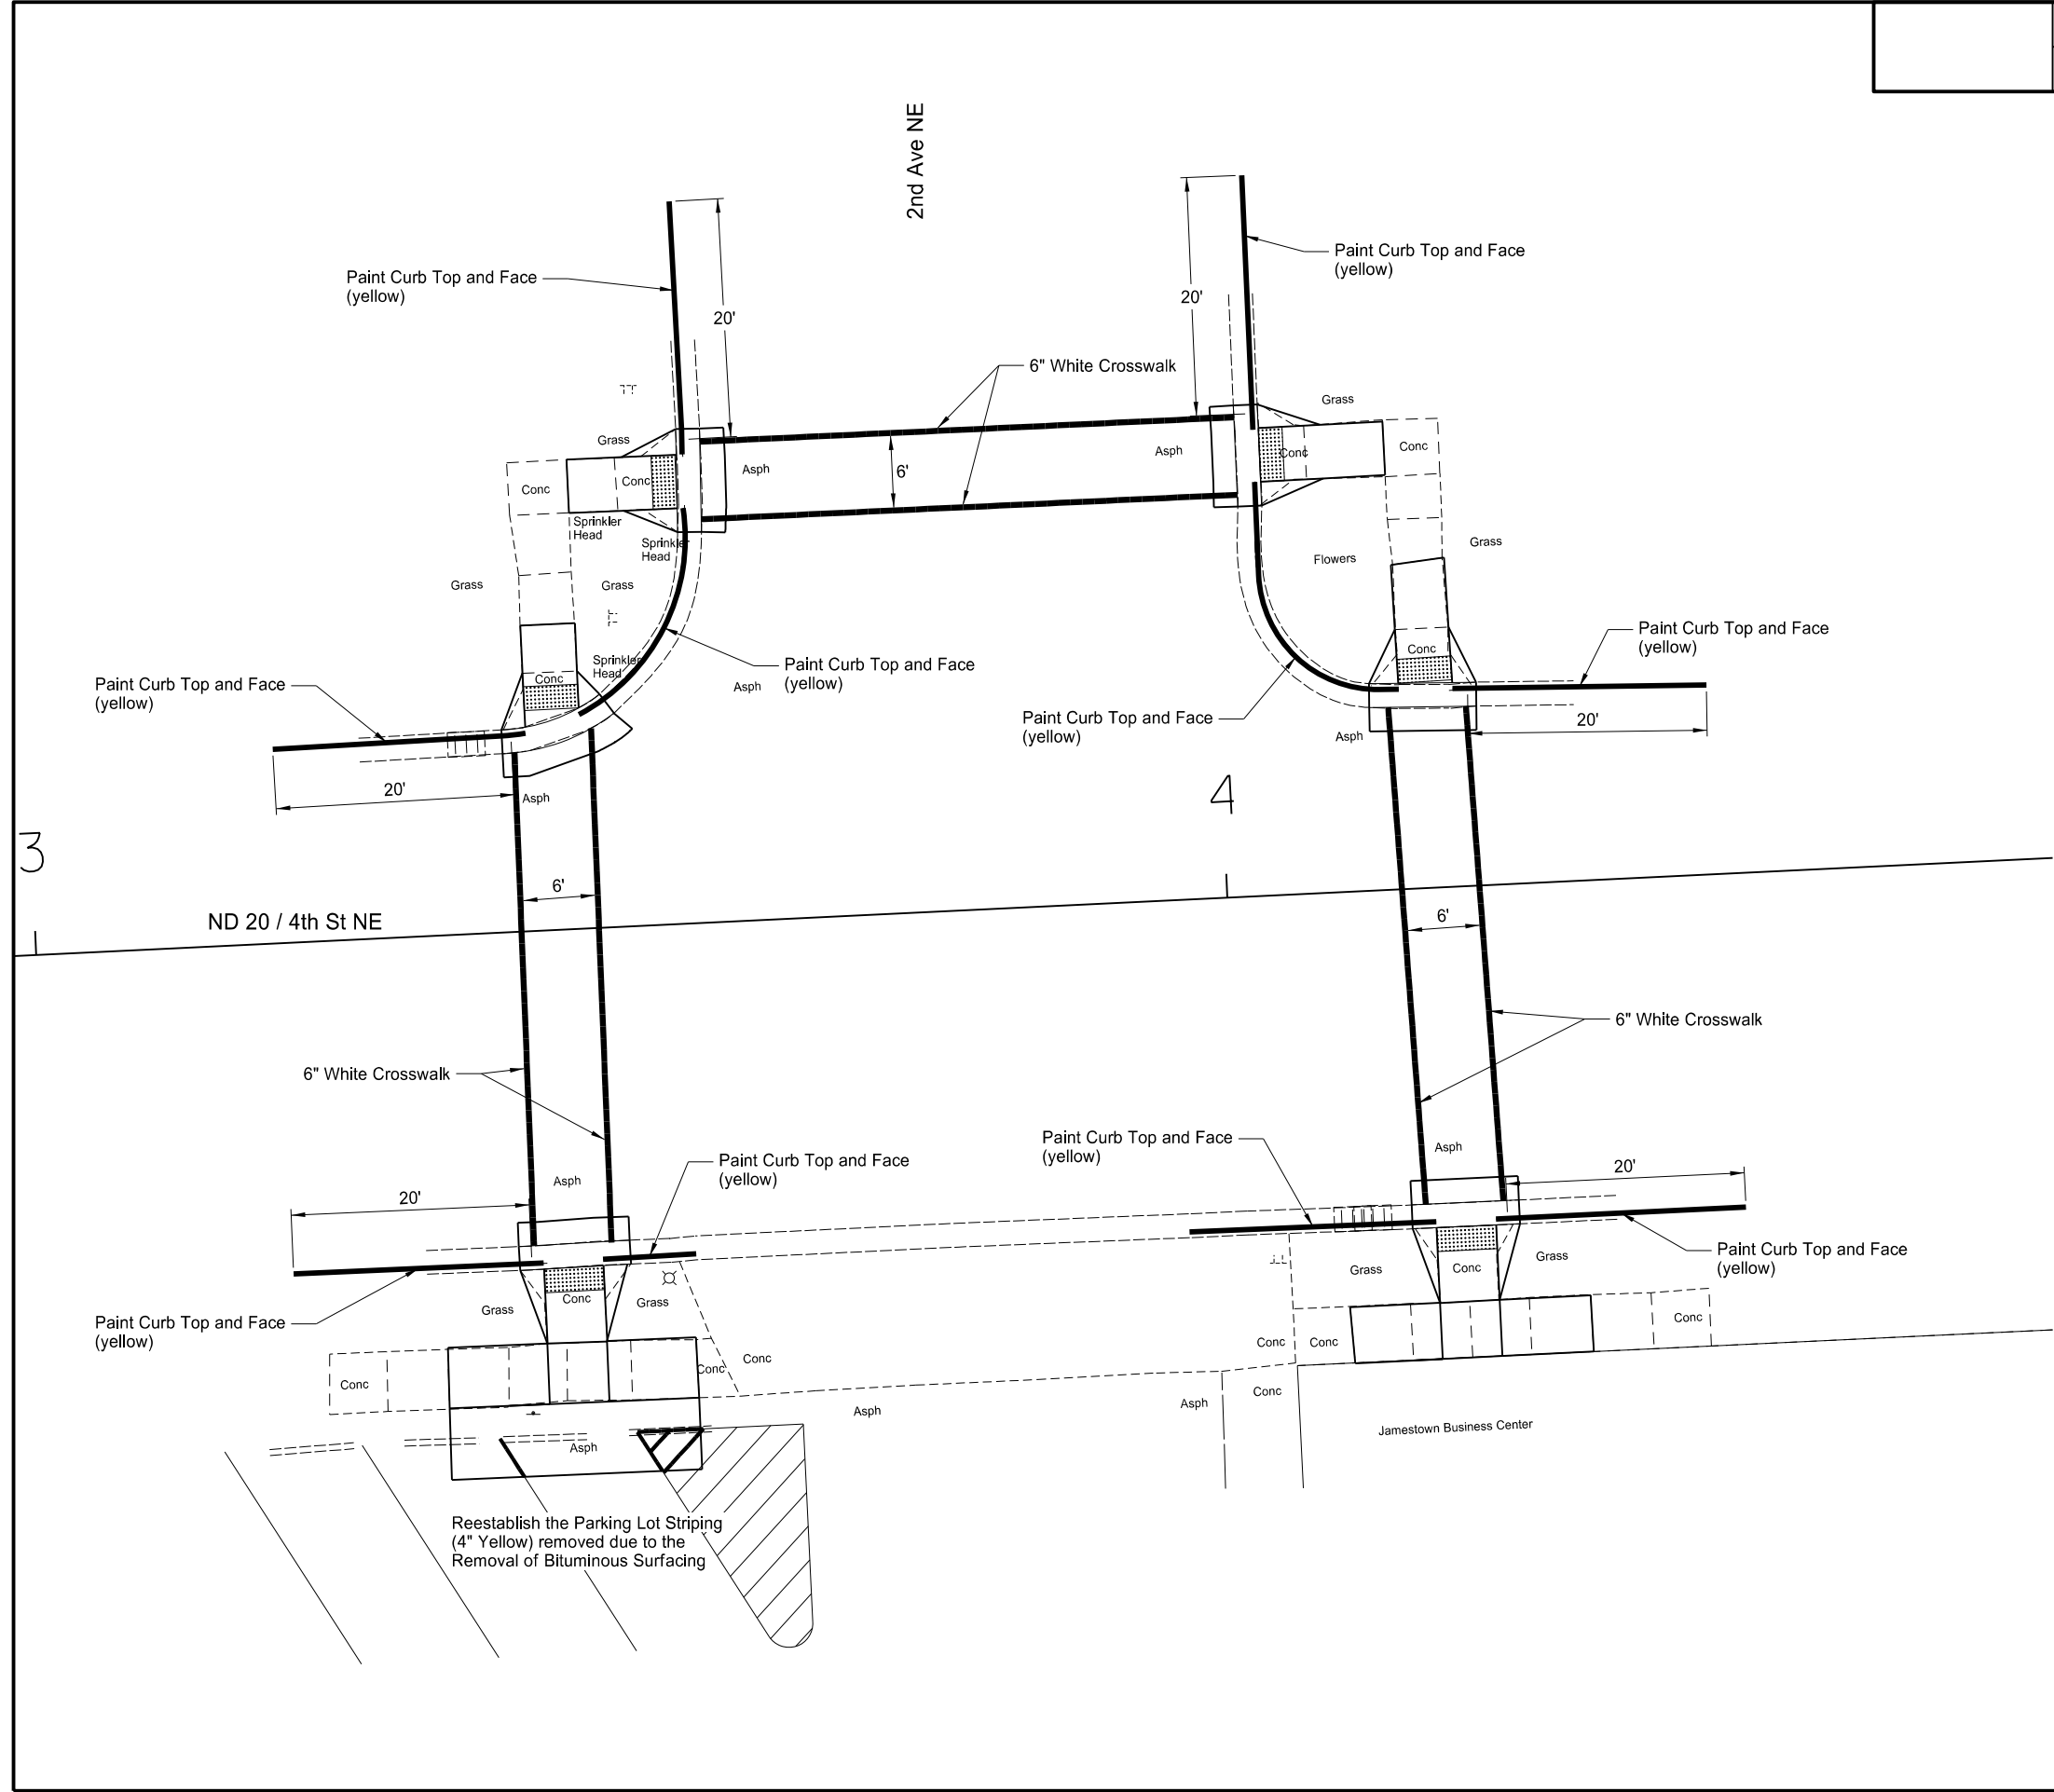 2nd Ave NE
Paint Curb Top and Face
(yellow)
20'
20'
Paint Curb Top and Face
(yellow)
6" White Crosswalk
6'
Grass
Grass
Asph
Asph
Conc
Conc
Conc
Conc
Sprinkler
Head
Sprinkler
Head
Grass
Grass
Flowers
Grass
Sprinkler
Head
Conc
Conc
Paint Curb Top and Face
(yellow)
Paint Curb Top and Face
(yellow)
Asph
Paint Curb Top and Face
(yellow)
Paint Curb Top and Face
(yellow)
20'
Asph
20'
Asph
3
4
6'
6'
ND 20 / 4th St NE
6" White Crosswalk
6" White Crosswalk
Paint Curb Top and Face
(yellow)
Paint Curb Top and Face
(yellow)
Asph
Asph
20'
20'
Paint Curb Top and Face
(yellow)
Paint Curb Top and Face
(yellow)
Grass
Conc
Grass
Grass
Conc
Grass
Conc
Conc
Conc
Conc
Conc
Conc
Conc
Asph
Asph
Asph
Jamestown Business Center
Reestablish the Parking Lot Striping
(4" Yellow) removed due to the
Removal of Bituminous Surfacing